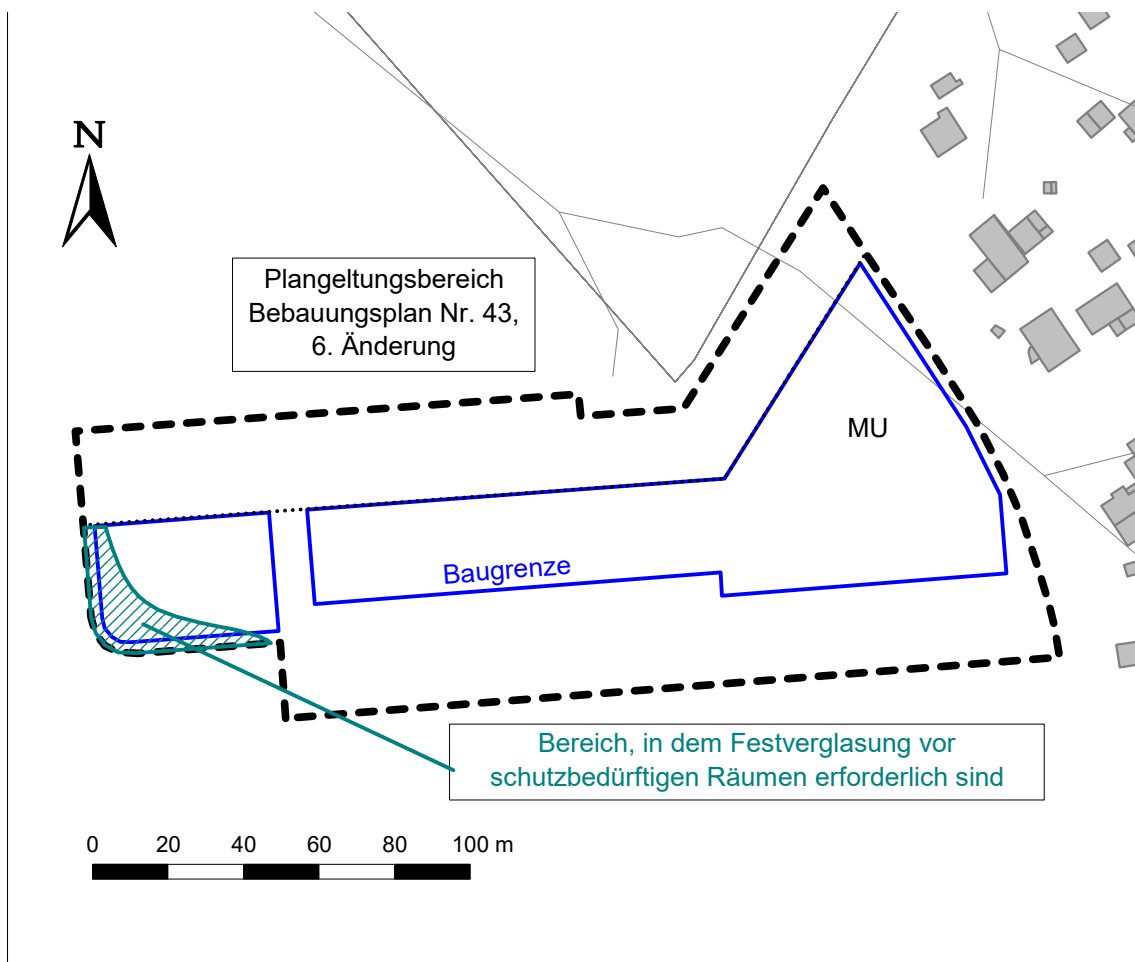 N
Plangeltungsbereich
Bebauungsplan Nr. 43,
6. Änderung
MU
Baugrenze
Bereich, in dem Festverglasung vor
schutzbedürftigen Räumen erforderlich sind
0 20 40 60 80 100 m